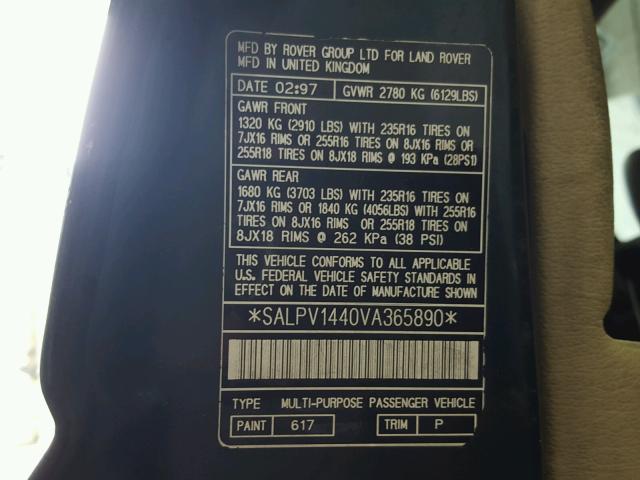 MFD BY ROVER GROUP LTD FOR LAND ROVER
MFD IN UNITED KINGDOM
DATE 02:97 GVWR 2780 KG (6129LBS)
GAWR FRONT
1320 KG (2910 LBS) WITH 235R16 TIRES ON
7JX16 RIMS OR 255R16 TIRES ON 8JX16 RIMS OR
255R18 TIRES ON 8JX18 RIMS @ 193 KPa (28PSI)
GAWR REAR
1680 KG (3703 LBS) WITH 235R16 TIRES ON
7JX16 RIMS OR 1840 KG (4056LBS) WITH 255R16
TIRES ON 8JX16 RIMS OR 255R18 TIRES ON
8JX18 RIMS @ 262 KPa (38 PSI)
THIS VEHICLE CONFORMS TO ALL APPLICABLE
U.S. FEDERAL VEHICLE SAFETY STANDARDS IN
EFFECT ON THE DATE OF MANUFACTURE SHOWN
*SALPV1440VA365890*
TYPE MULTI-PURPOSE PASSENGER VEHICLE
PAINT 617 TRIM P